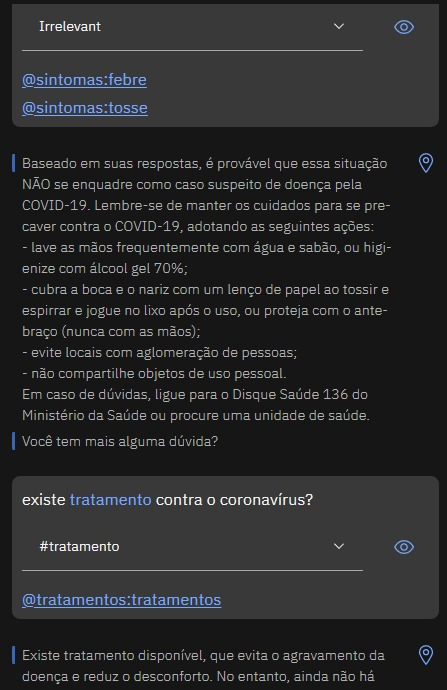 Irrelevant
@sintomas:febre
@sintomas:tosse
Baseado em suas respostas, é provável que essa situação
NÃO se enquadre como caso suspeito de doença pela
COVID-19. Lembre-se de manter os cuidados para se pre-
caver contra o COVID-19, adotando as seguintes ações:
- lave as mãos frequentemente com água e sabão, ou higi-
enize com álcool gel 70%;
- cubra a boca e o nariz com um lenço de papel ao tossir e
espirrar e jogue no lixo após o uso, ou proteja com o ante-
braço (nunca com as mãos);
- evite locais com aglomeração de pessoas;
- não compartilhe objetos de uso pessoal.
Em caso de dúvidas, ligue para o Disque Saúde 136 do
Ministério da Saúde ou procure uma unidade de saúde.
Você tem mais alguma dúvida?
existe tratamento contra o coronavírus?
#tratamento
@tratamentos:tratamentos
Existe tratamento disponível, que evita o agravamento da
doença e reduz o desconforto. No entanto, ainda não há